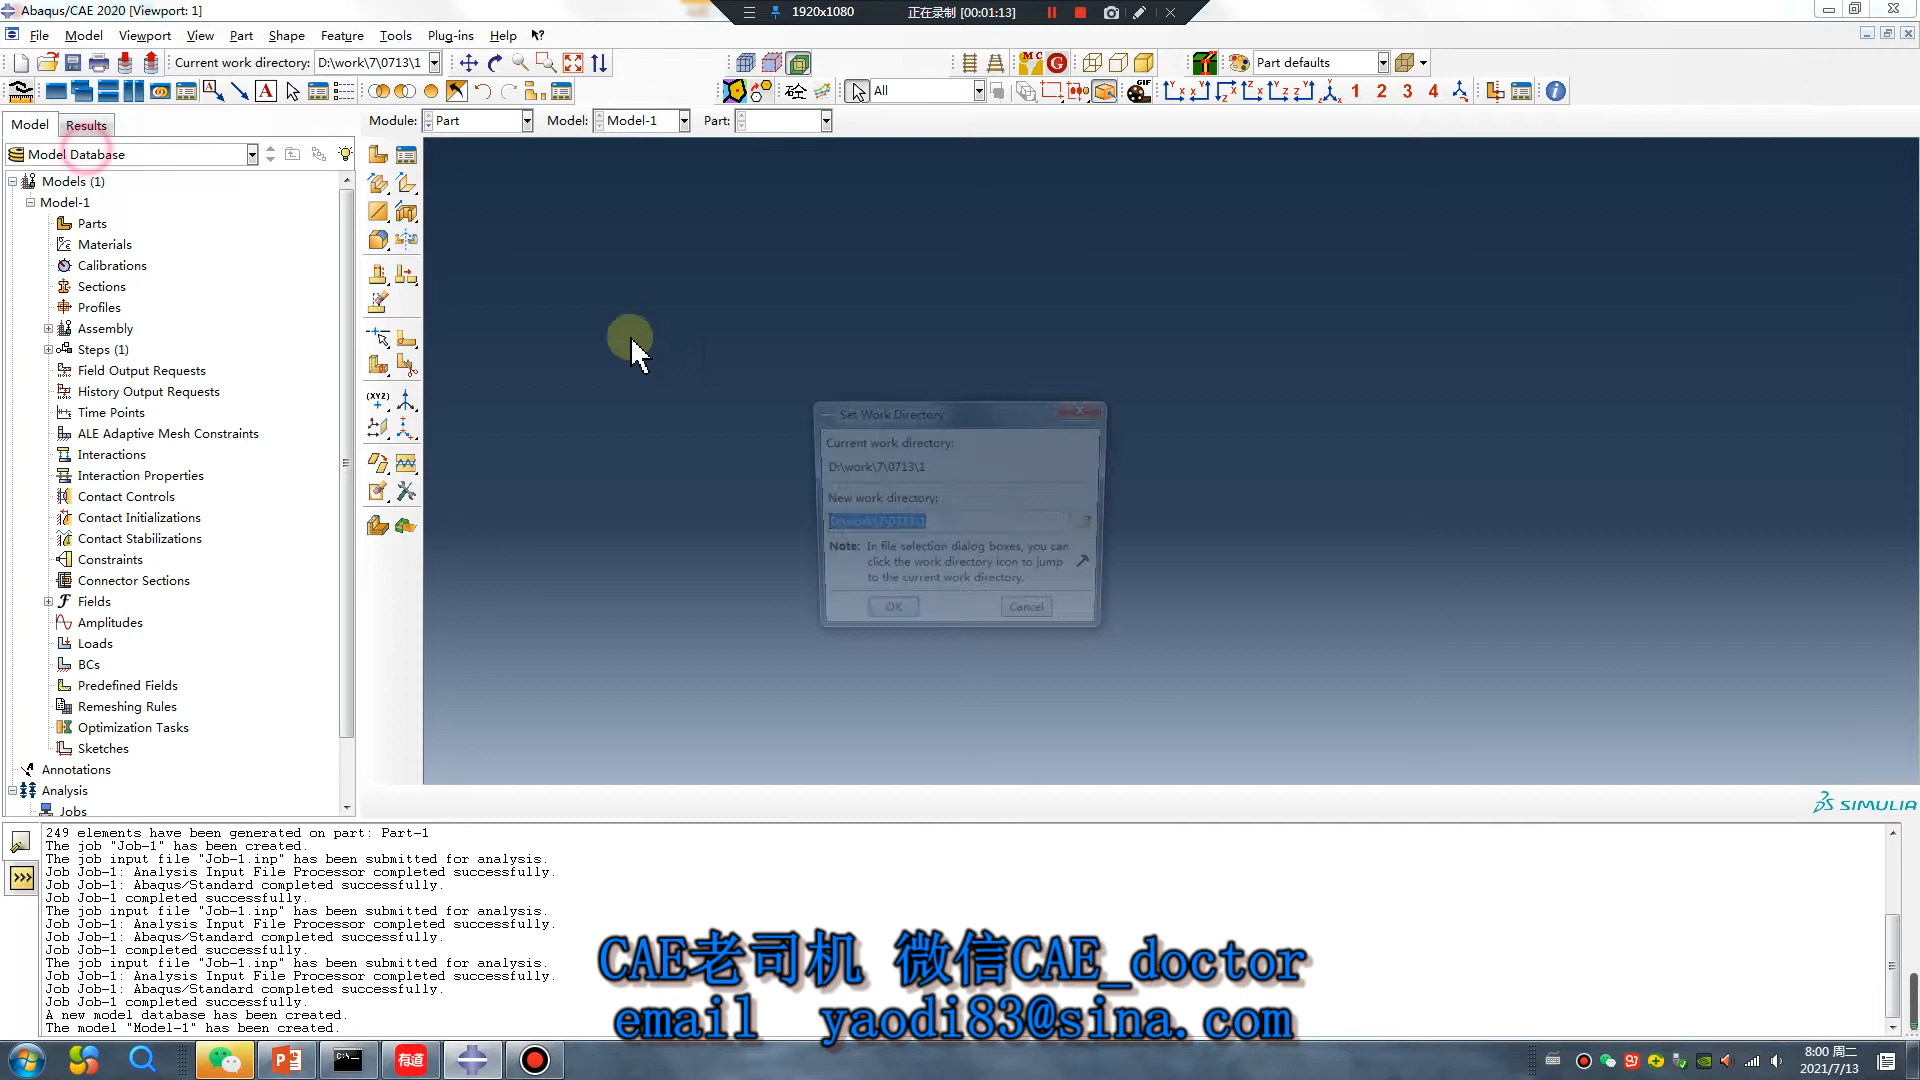 Abaqus/CAE 2020 [Viewport: 1]
1920x1080
正在录制 [00:01:13]
File Model Viewport View Part Shape Feature Tools Plug-ins Help
Current work directory: D:\work\7\0713\1
MC
G
Part defaults
A
All
GIF
1 2 3 4
Model Results
Module: Part Model: Model-1 Part:
Model Database
Models (1)
Model-1
Parts
Materials
Calibrations
Sections
Profiles
Assembly
Steps (1)
Field Output Requests
History Output Requests
Time Points
ALE Adaptive Mesh Constraints
Interactions
Interaction Properties
Contact Controls
Contact Initializations
Contact Stabilizations
Constraints
Connector Sections
Fields
Amplitudes
Loads
BCs
Predefined Fields
Remeshing Rules
Optimization Tasks
Sketches
Annotations
Analysis
Jobs
(XYZ)
Set Work Directory
Current work directory:
D:\work\7\0713\1
New work directory:
D:\work\7\0713\1
Note: In file selection dialog boxes, you can
click the work directory icon to jump
to the current work directory.
OK Cancel
SIMULIA
249 elements have been generated on part: Part-1
The job "Job-1" has been created.
The job input file "Job-1.inp" has been submitted for analysis.
Job Job-1: Analysis Input File Processor completed successfully.
Job Job-1: Abaqus/Standard completed successfully.
Job Job-1 completed successfully.
The job input file "Job-1.inp" has been submitted for analysis.
Job Job-1: Analysis Input File Processor completed successfully.
Job Job-1: Abaqus/Standard completed successfully.
Job Job-1 completed successfully.
The job input file "Job-1.inp" has been submitted for analysis.
Job Job-1: Analysis Input File Processor completed successfully.
Job Job-1: Abaqus/Standard completed successfully.
Job Job-1 completed successfully.
A new model database has been created.
The model "Model-1" has been created.
CAE老司机 微信CAE_doctor
email yaodi83@sina.com
有道
8:00 周二
2021/7/13